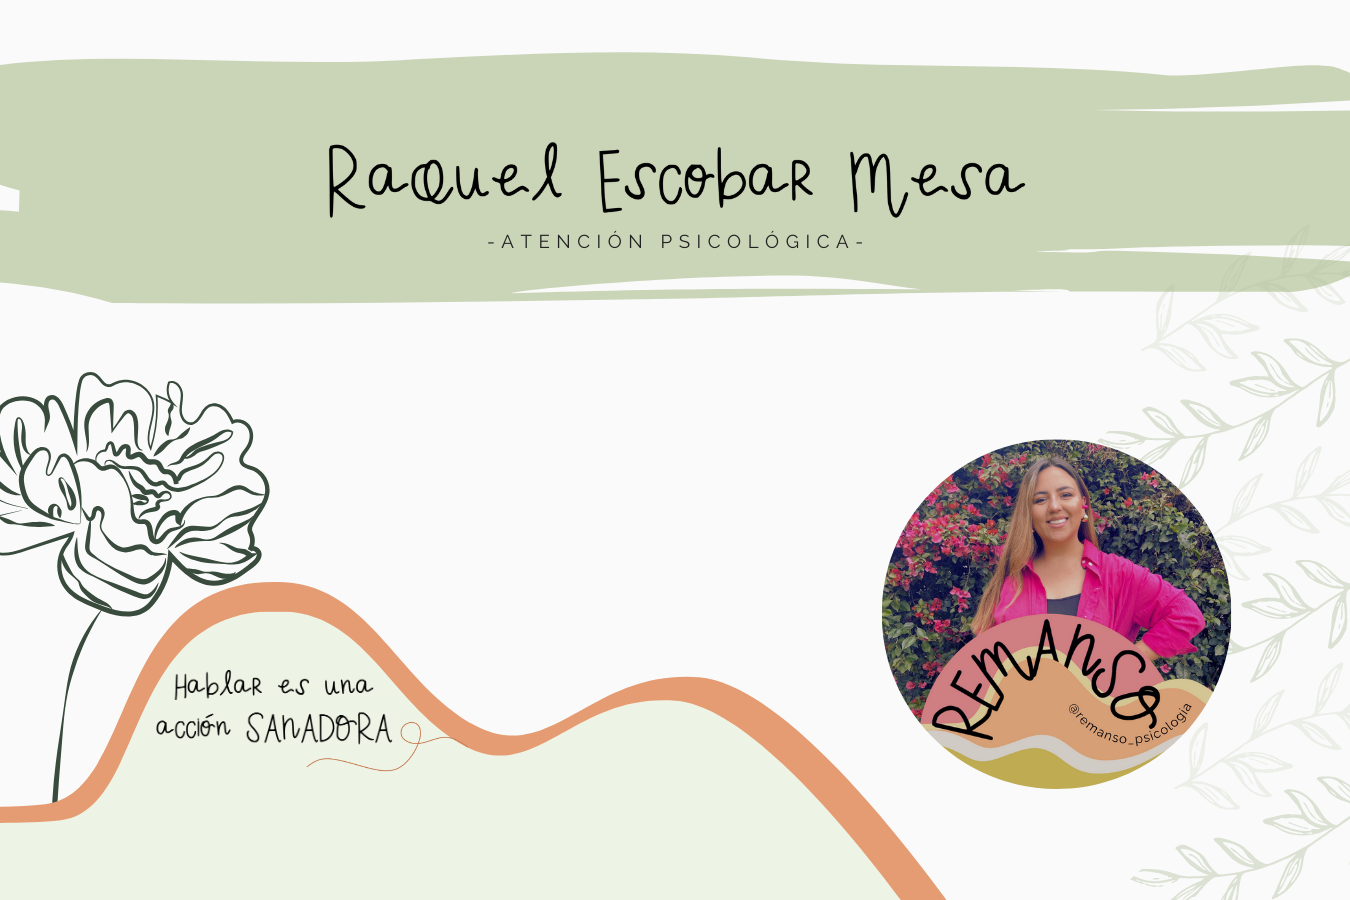 Raquel Escobar Mesa
-ATENCIÓN PSICOLÓGICA-
Hablar es una
acción SANADORA
REMANSO
@remanso_psicologia